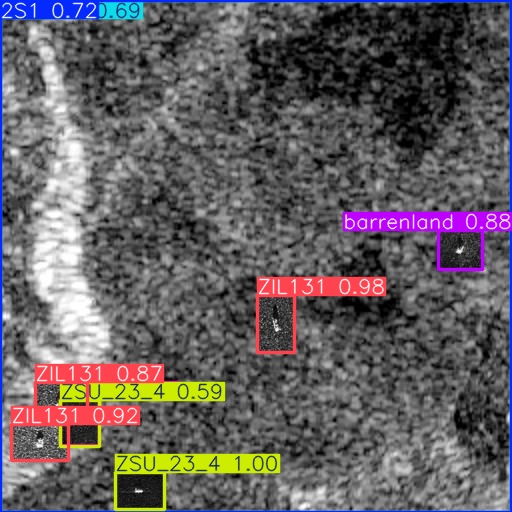 2S1 0.72
0.69
barrenland 0.88
ZIL131 0.98
ZIL131 0.87
ZSU_23_4 0.59
ZIL131 0.92
ZSU_23_4 1.00